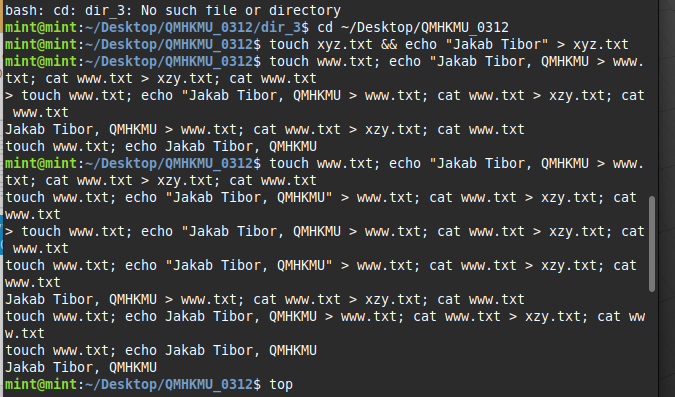 bash: cd: dir_3: No such file or directory
mint@mint:~/Desktop/QMHKMU_0312/dir_3$ cd ~/Desktop/QMHKMU_0312
mint@mint:~/Desktop/QMHKMU_0312$ touch xyz.txt && echo "Jakab Tibor" > xyz.txt
mint@mint:~/Desktop/QMHKMU_0312$ touch www.txt; echo "Jakab Tibor, QMHKMU > www.
txt; cat www.txt > xzy.txt; cat www.txt
> touch www.txt; echo "Jakab Tibor, QMHKMU > www.txt; cat www.txt > xzy.txt; cat
 www.txt
Jakab Tibor, QMHKMU > www.txt; cat www.txt > xzy.txt; cat www.txt
touch www.txt; echo Jakab Tibor, QMHKMU
mint@mint:~/Desktop/QMHKMU_0312$ touch www.txt; echo "Jakab Tibor, QMHKMU > www.
txt; cat www.txt > xzy.txt; cat www.txt
touch www.txt; echo "Jakab Tibor, QMHKMU" > www.txt; cat www.txt > xzy.txt; cat
www.txt
> touch www.txt; echo "Jakab Tibor, QMHKMU > www.txt; cat www.txt > xzy.txt; cat
 www.txt
touch www.txt; echo "Jakab Tibor, QMHKMU" > www.txt; cat www.txt > xzy.txt; cat
www.txt
Jakab Tibor, QMHKMU > www.txt; cat www.txt > xzy.txt; cat www.txt
touch www.txt; echo Jakab Tibor, QMHKMU > www.txt; cat www.txt > xzy.txt; cat ww
w.txt
touch www.txt; echo Jakab Tibor, QMHKMU
Jakab Tibor, QMHKMU
mint@mint:~/Desktop/QMHKMU_0312$ top